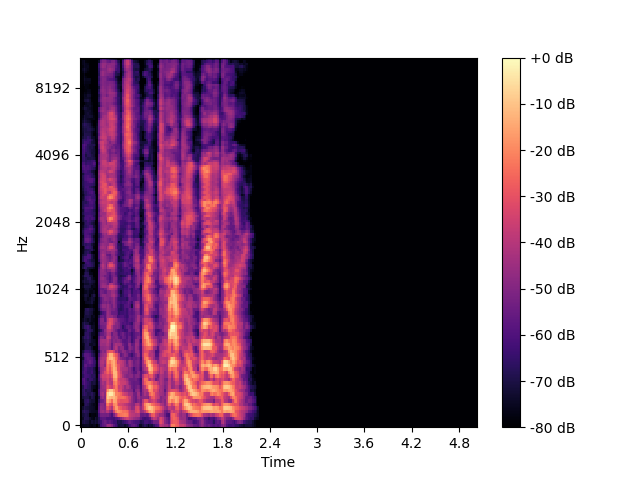 +0 dB
8192
-10 dB
4096
-20 dB
-30 dB
2048
Hz
-40 dB
1024
-50 dB
-60 dB
512
-70 dB
0
-80 dB
0 0.6 1.2 1.8 2.4 3 3.6 4.2 4.8
Time